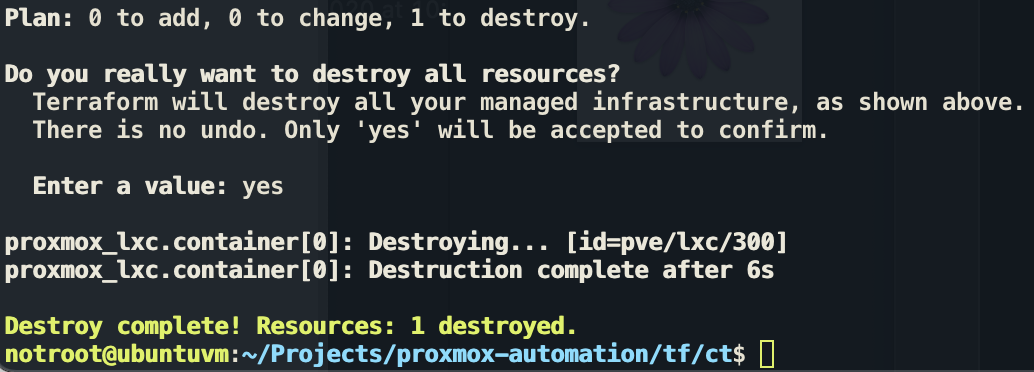 Plan: 0 to add, 0 to change, 1 to destroy.
Do you really want to destroy all resources?
Terraform will destroy all your managed infrastructure, as shown above.
There is no undo. Only 'yes' will be accepted to confirm.
Enter a value: yes
proxmox_lxc.container[0]: Destroying... [id=pve/lxc/300]
proxmox_lxc.container[0]: Destruction complete after 6s
Destroy complete! Resources: 1 destroyed.
notroot@ubuntuvm:~/Projects/proxmox-automation/tf/ct$